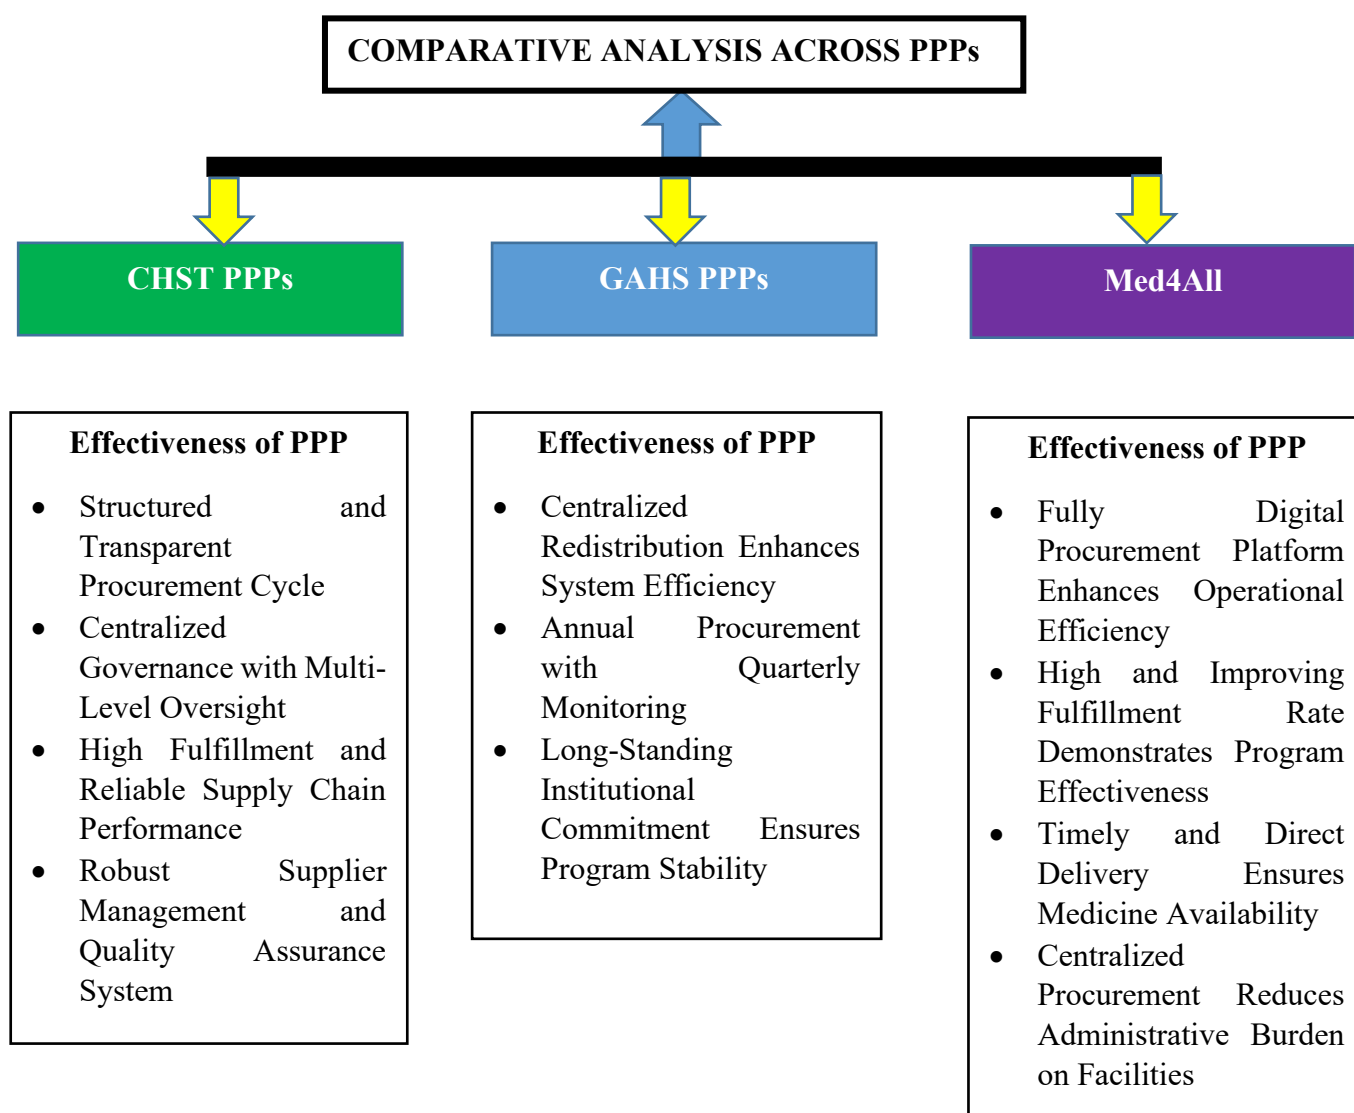 COMPARATIVE ANALYSIS ACROSS PPPs
CHST PPPs
GAHS PPPs
Med4All
Effectiveness of PPP
• Structured and
Transparent
Procurement Cycle
• Centralized
Governance with Multi-
Level Oversight
• High Fulfillment and
Reliable Supply Chain
Performance
• Robust Supplier
Management and
Quality Assurance
System
Effectiveness of PPP
• Centralized
Redistribution Enhances
System Efficiency
• Annual Procurement
with Quarterly
Monitoring
• Long-Standing
Institutional
Commitment Ensures
Program Stability
Effectiveness of PPP
• Fully Digital
Procurement Platform
Enhances Operational
Efficiency
• High and Improving
Fulfillment Rate
Demonstrates Program
Effectiveness
• Timely and Direct
Delivery Ensures
Medicine Availability
• Centralized
Procurement Reduces
Administrative Burden
on Facilities